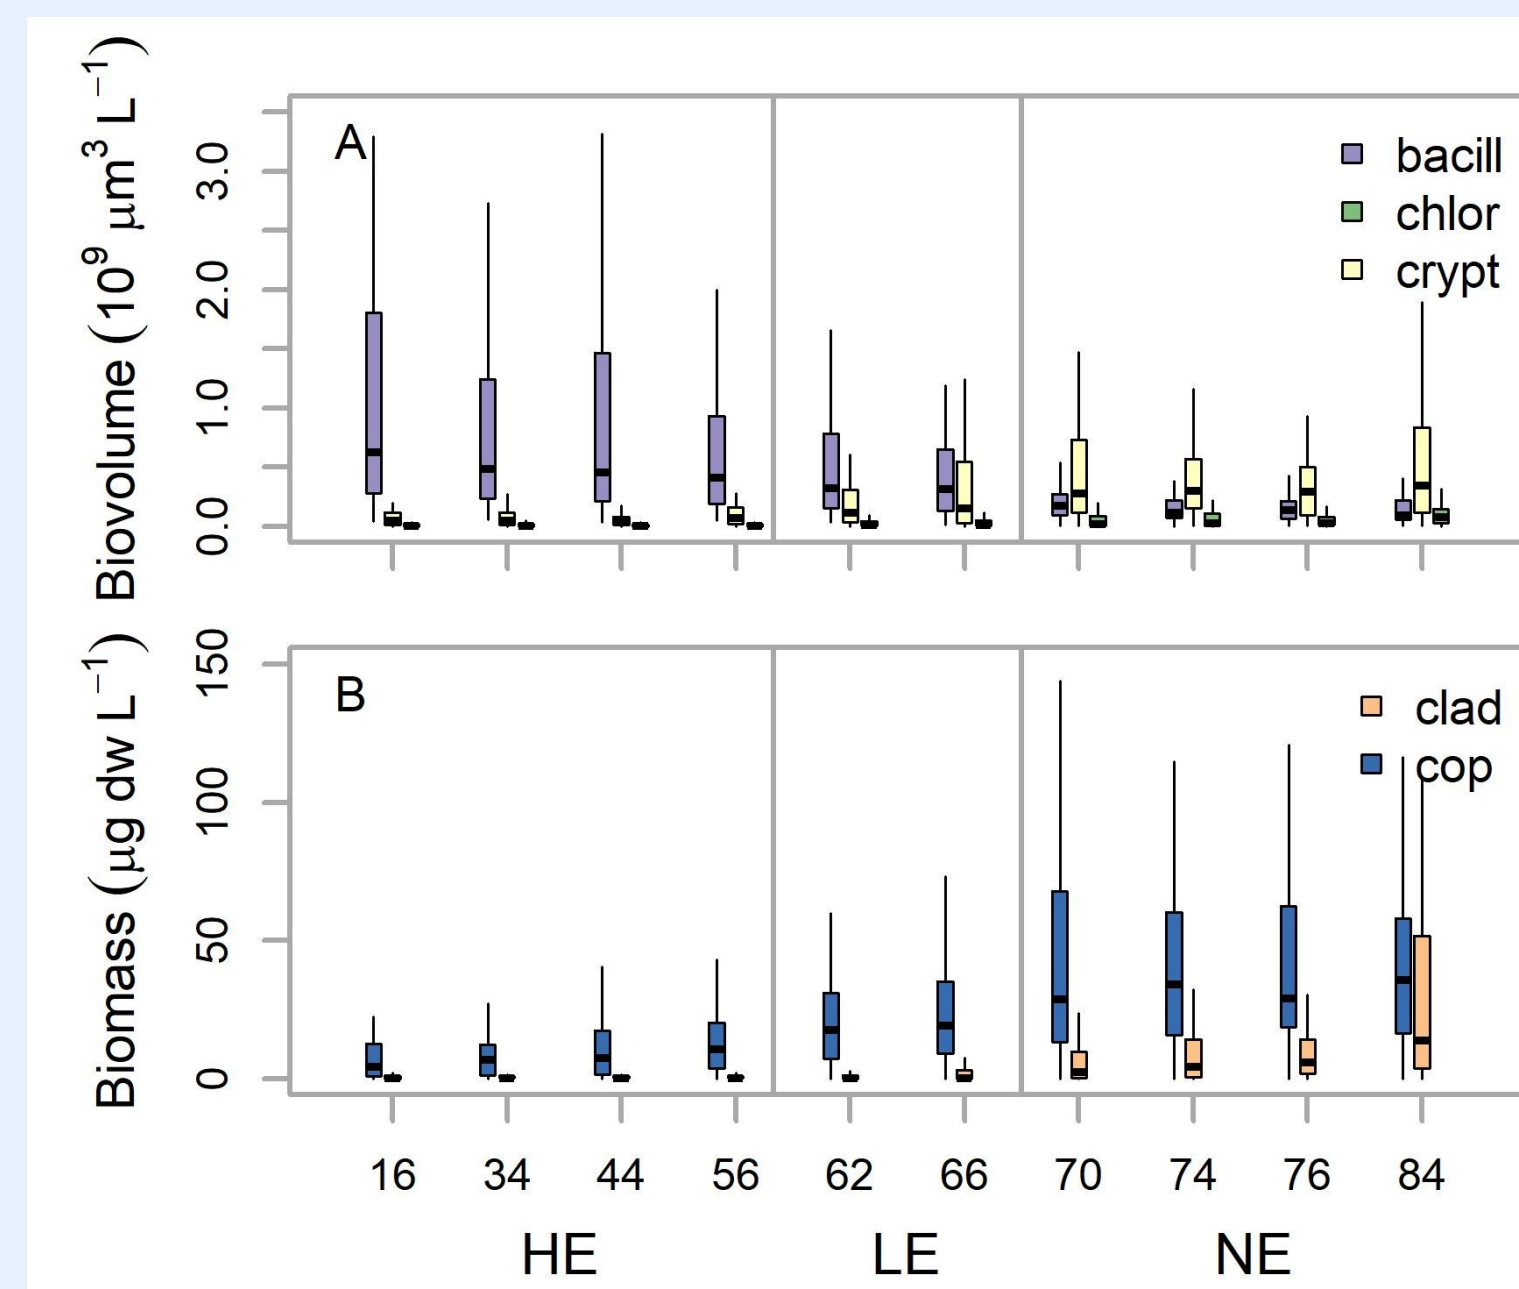 A
Biovolume (10⁹ μm³ L⁻¹)
3.0
2.0
1.0
0.0
bacill
chlor
crypt
B
Biomass (μg dw L⁻¹)
150
100
50
0
clad
cop
16 34 44 56 62 66 70 74 76 84
HE LE NE